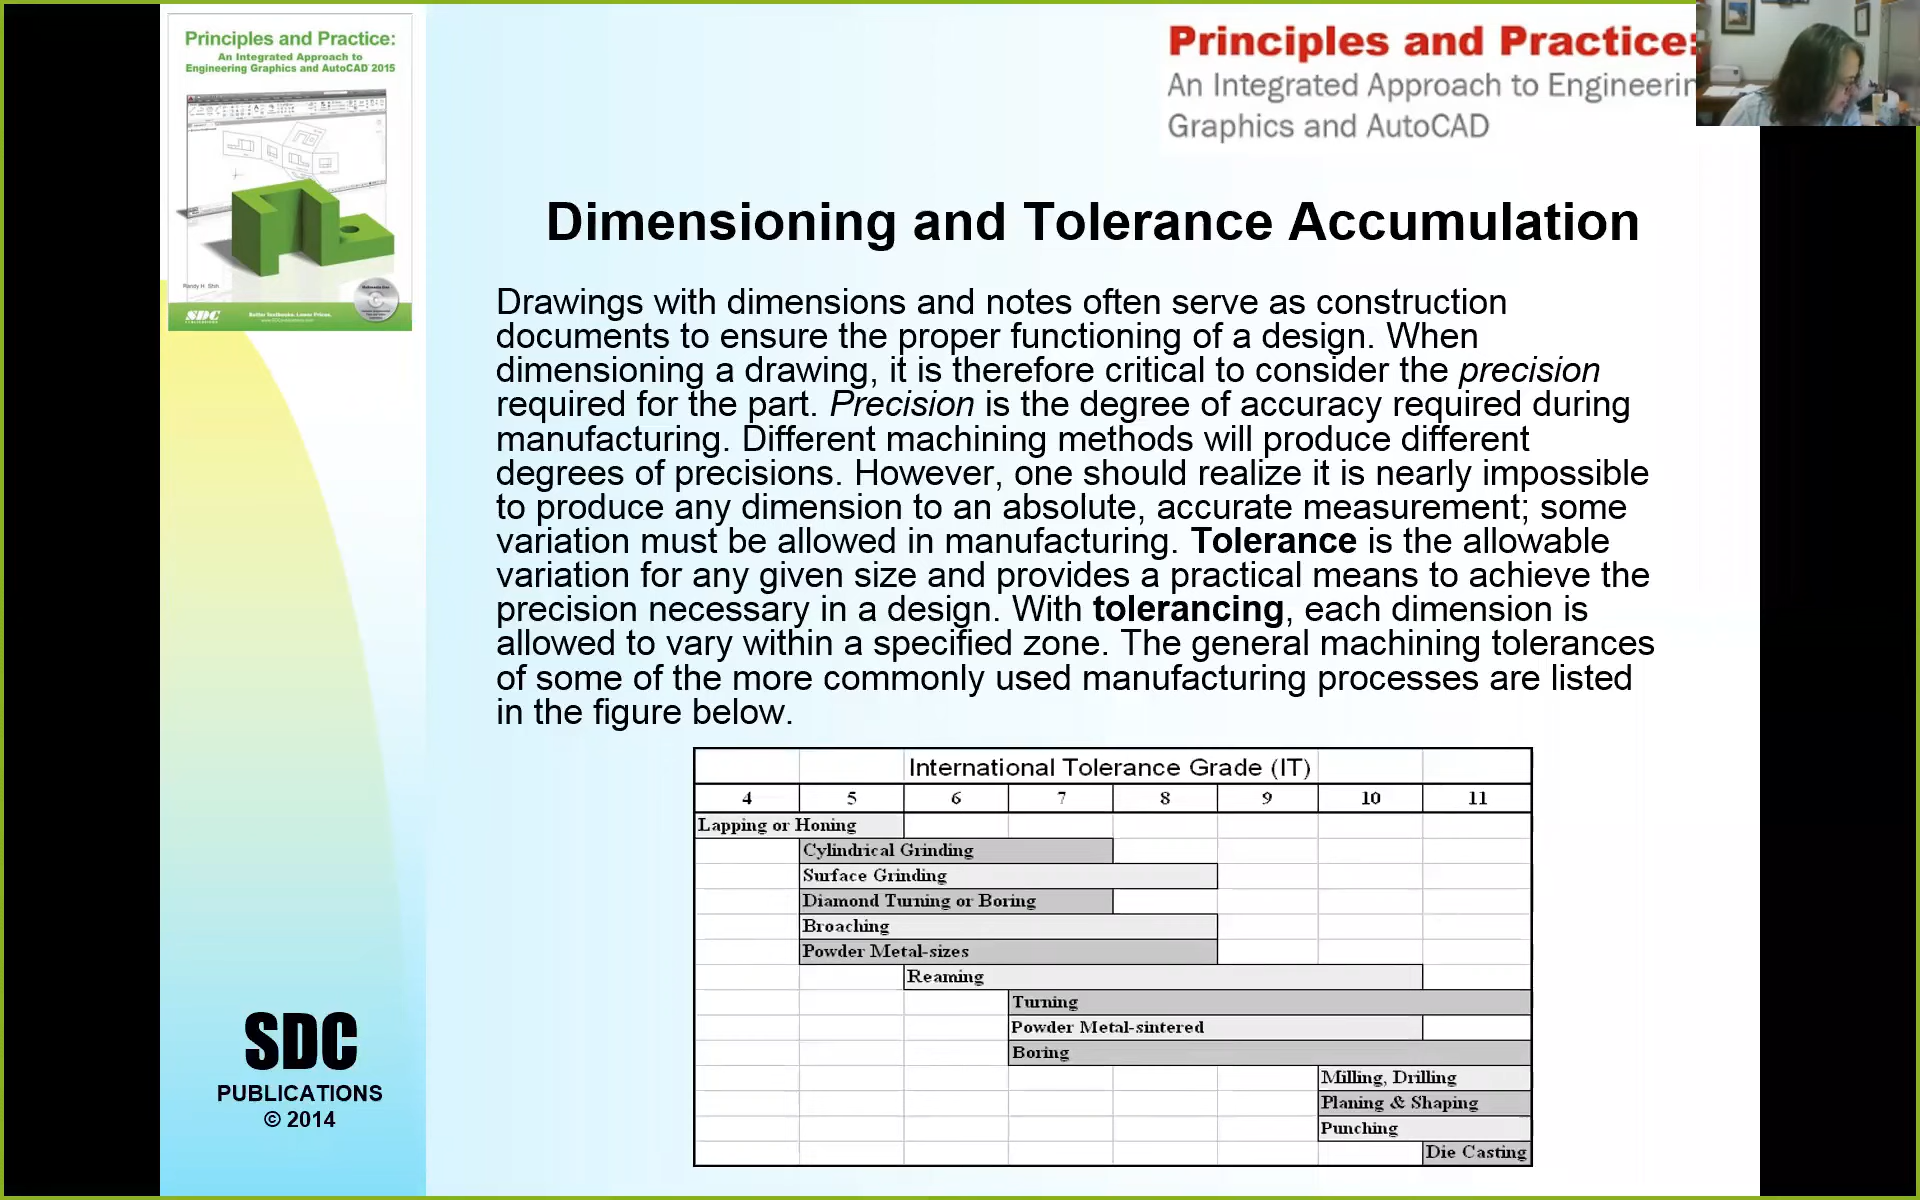 Principles and Practice:
An Integrated Approach to
Engineering Graphics and AutoCAD 2015
Randy H. Shih
SDC
PUBLICATIONS
Better Textbooks. Lower Prices.
www.SDCpublications.com
Principles and Practice:
An Integrated Approach to Engineerin
Graphics and AutoCAD
Dimensioning and Tolerance Accumulation
Drawings with dimensions and notes often serve as construction
documents to ensure the proper functioning of a design. When
dimensioning a drawing, it is therefore critical to consider the precision
required for the part. Precision is the degree of accuracy required during
manufacturing. Different machining methods will produce different
degrees of precisions. However, one should realize it is nearly impossible
to produce any dimension to an absolute, accurate measurement; some
variation must be allowed in manufacturing. Tolerance is the allowable
variation for any given size and provides a practical means to achieve the
precision necessary in a design. With tolerancing, each dimension is
allowed to vary within a specified zone. The general machining tolerances
of some of the more commonly used manufacturing processes are listed
in the figure below.
International Tolerance Grade (IT)
4 5 6 7 8 9 10 11
Lapping or Honing
Cylindrical Grinding
Surface Grinding
Diamond Turning or Boring
Broaching
Powder Metal-sizes
Reaming
Turning
Powder Metal-sintered
Boring
Milling, Drilling
Planing & Shaping
Punching
Die Casting
SDC
PUBLICATIONS
© 2014